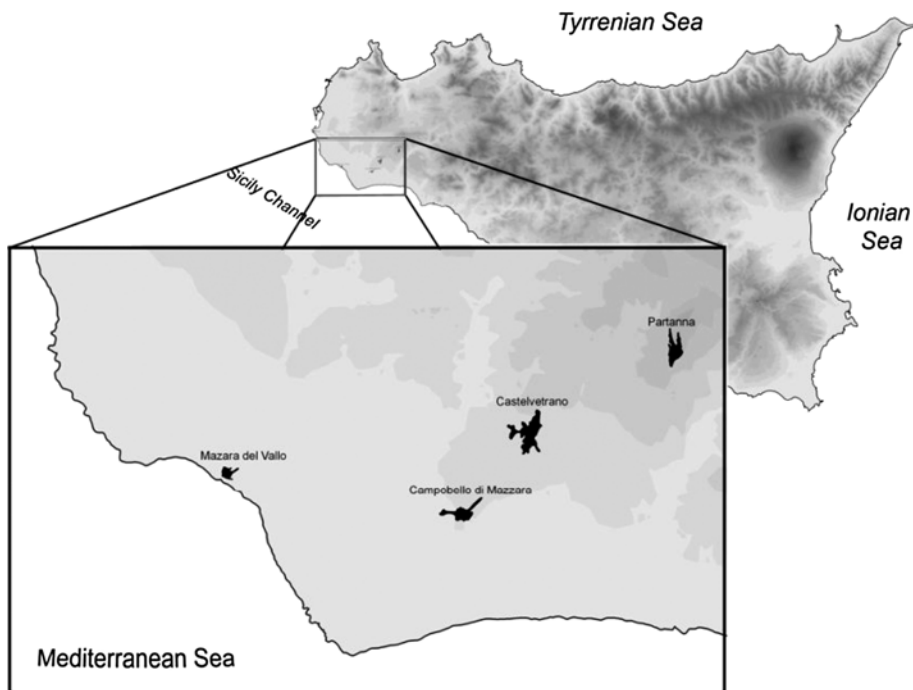 Tyrrenian Sea
Sicily Channel
Ionian
Sea
Partanna
Castelvetrano
Mazara del Vallo
Campobello di Mazzara
Mediterranean Sea